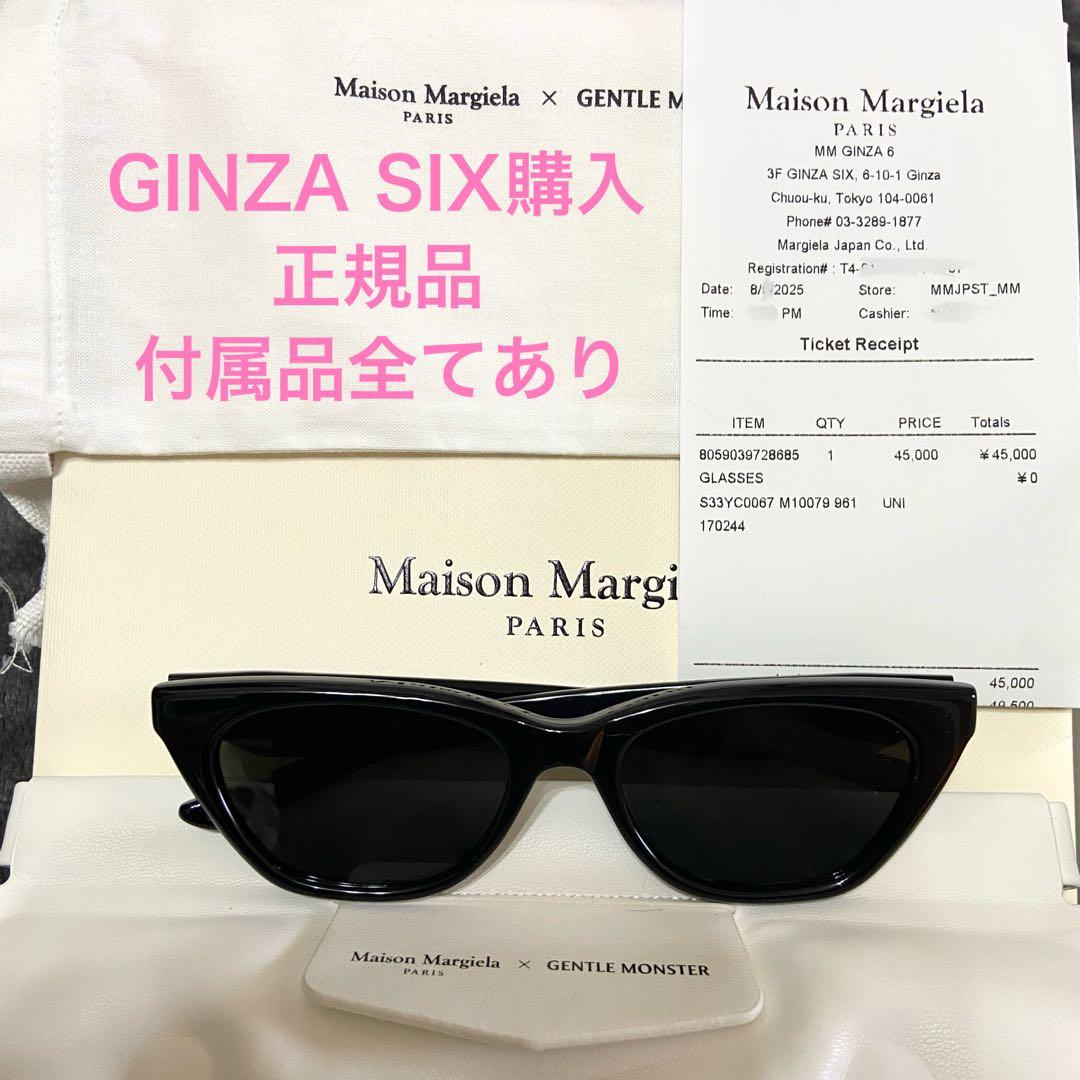 Maison Margiela × GENTLE M
PARIS
GINZA SIX購入
正規品
付属品全てあり
Maison Margiela
PARIS
MM GINZA 6
3F GINZA SIX, 6-10-1 Ginza
Chuou-ku, Tokyo 104-0061
Phone# 03-3289-1877
Margiela Japan Co., Ltd.
Registration# : T4-
Date: 8/ /2025 Store: MMJPST_MM
Time: PM Cashier:
Ticket Receipt
ITEM QTY PRICE Totals
8059039728685 1 45,000 ¥45,000
GLASSES ¥0
S33YC0067 M10079 961 UNI
170244
45,000
49,500
Maison Margi
PARIS
Maison Margiela × GENTLE MONSTER
PARIS